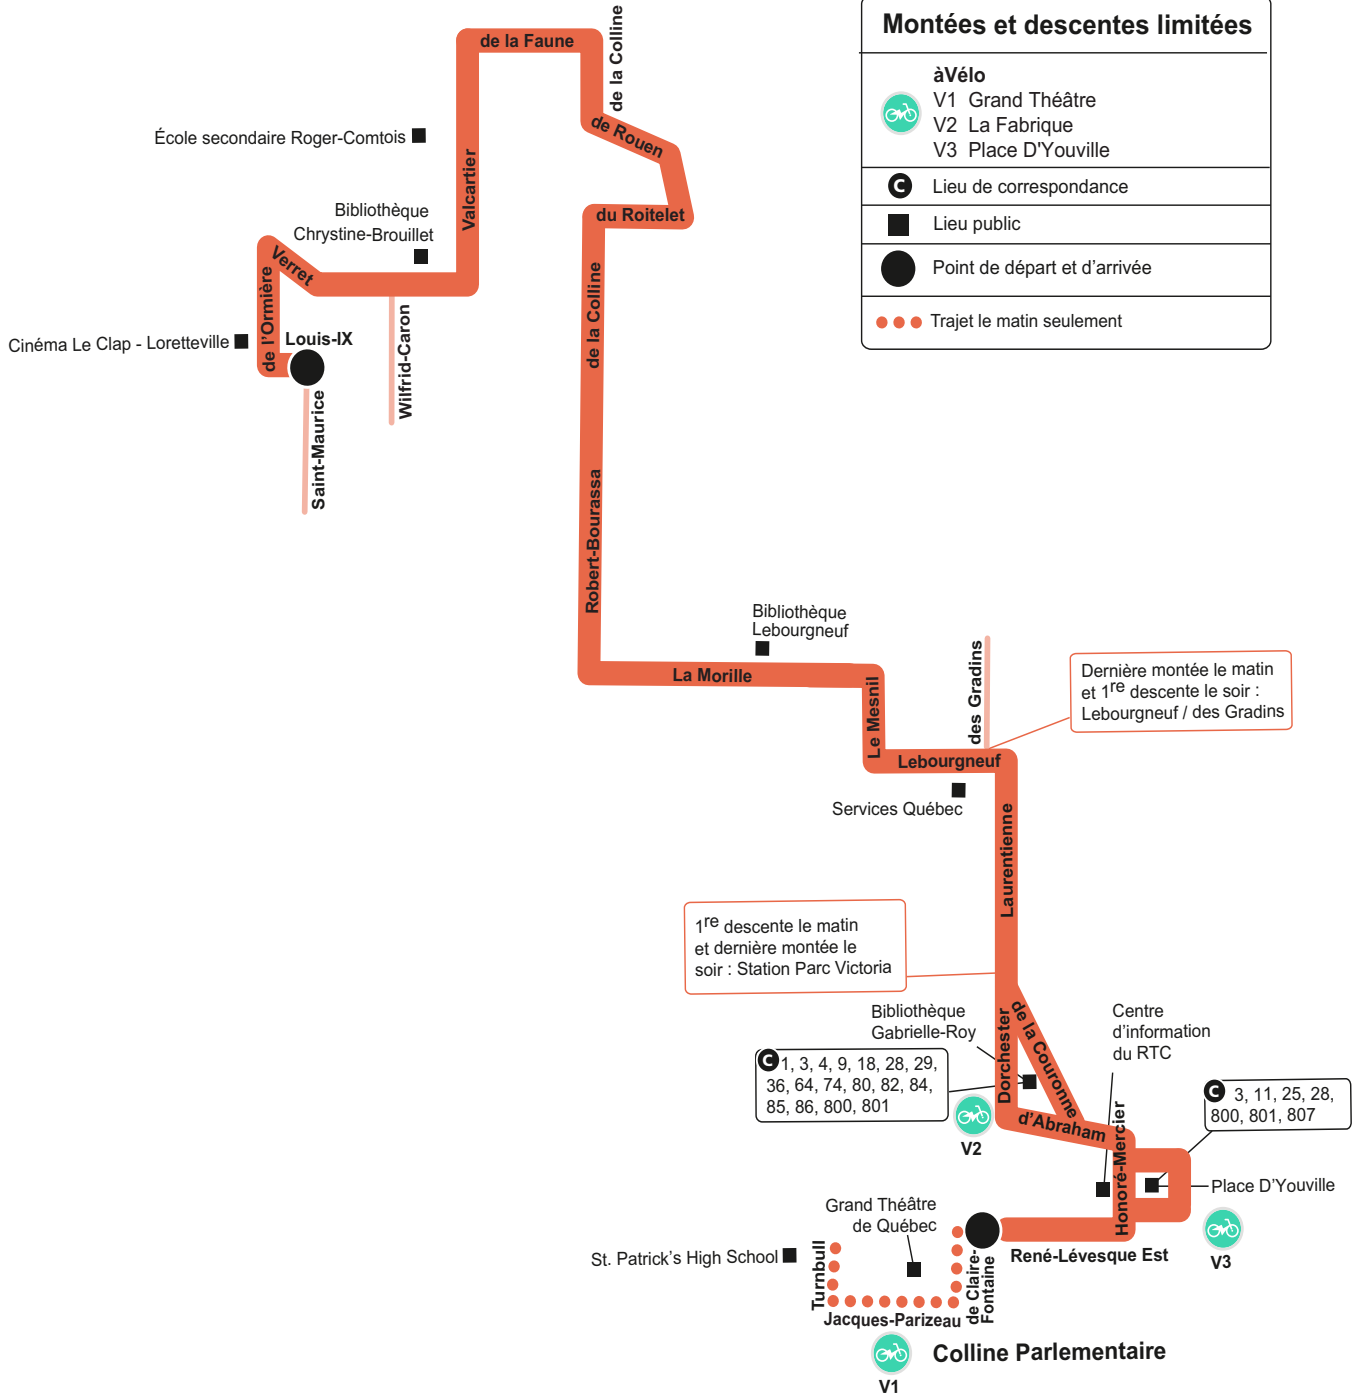 Montées et descentes limitées
àVélo
V1 Grand Théâtre
V2 La Fabrique
V3 Place D'Youville
C Lieu de correspondance
Lieu public
Point de départ et d'arrivée
Trajet le matin seulement
de la Faune
de la Colline
de Rouen
École secondaire Roger-Comtois
Valcartier
du Roitelet
Bibliothèque
Chrystine-Brouillet
Verret
de l'Ormière
Cinéma Le Clap - Loretteville
Louis-IX
Saint-Maurice
Wilfrid-Caron
de la Colline
Robert-Bourassa
Bibliothèque
Lebourgneuf
La Morille
Le Mesnil
des Gradins
Dernière montée le matin
et 1re descente le soir :
Lebourgneuf / des Gradins
Lebourgneuf
Services Québec
Laurentienne
1re descente le matin
et dernière montée le
soir : Station Parc Victoria
Bibliothèque
Gabrielle-Roy
Dorchester
de la Couronne
Centre
d'information
du RTC
C 1, 3, 4, 9, 18, 28, 29,
36, 64, 74, 80, 82, 84,
85, 86, 800, 801
C 3, 11, 25, 28,
800, 801, 807
V2
d'Abraham
Honoré-Mercier
Place D'Youville
V3
Grand Théâtre
de Québec
St. Patrick's High School
Turnbull
Jacques-Parizeau
de Claire-
Fontaine
René-Lévesque Est
V1
Colline Parlementaire